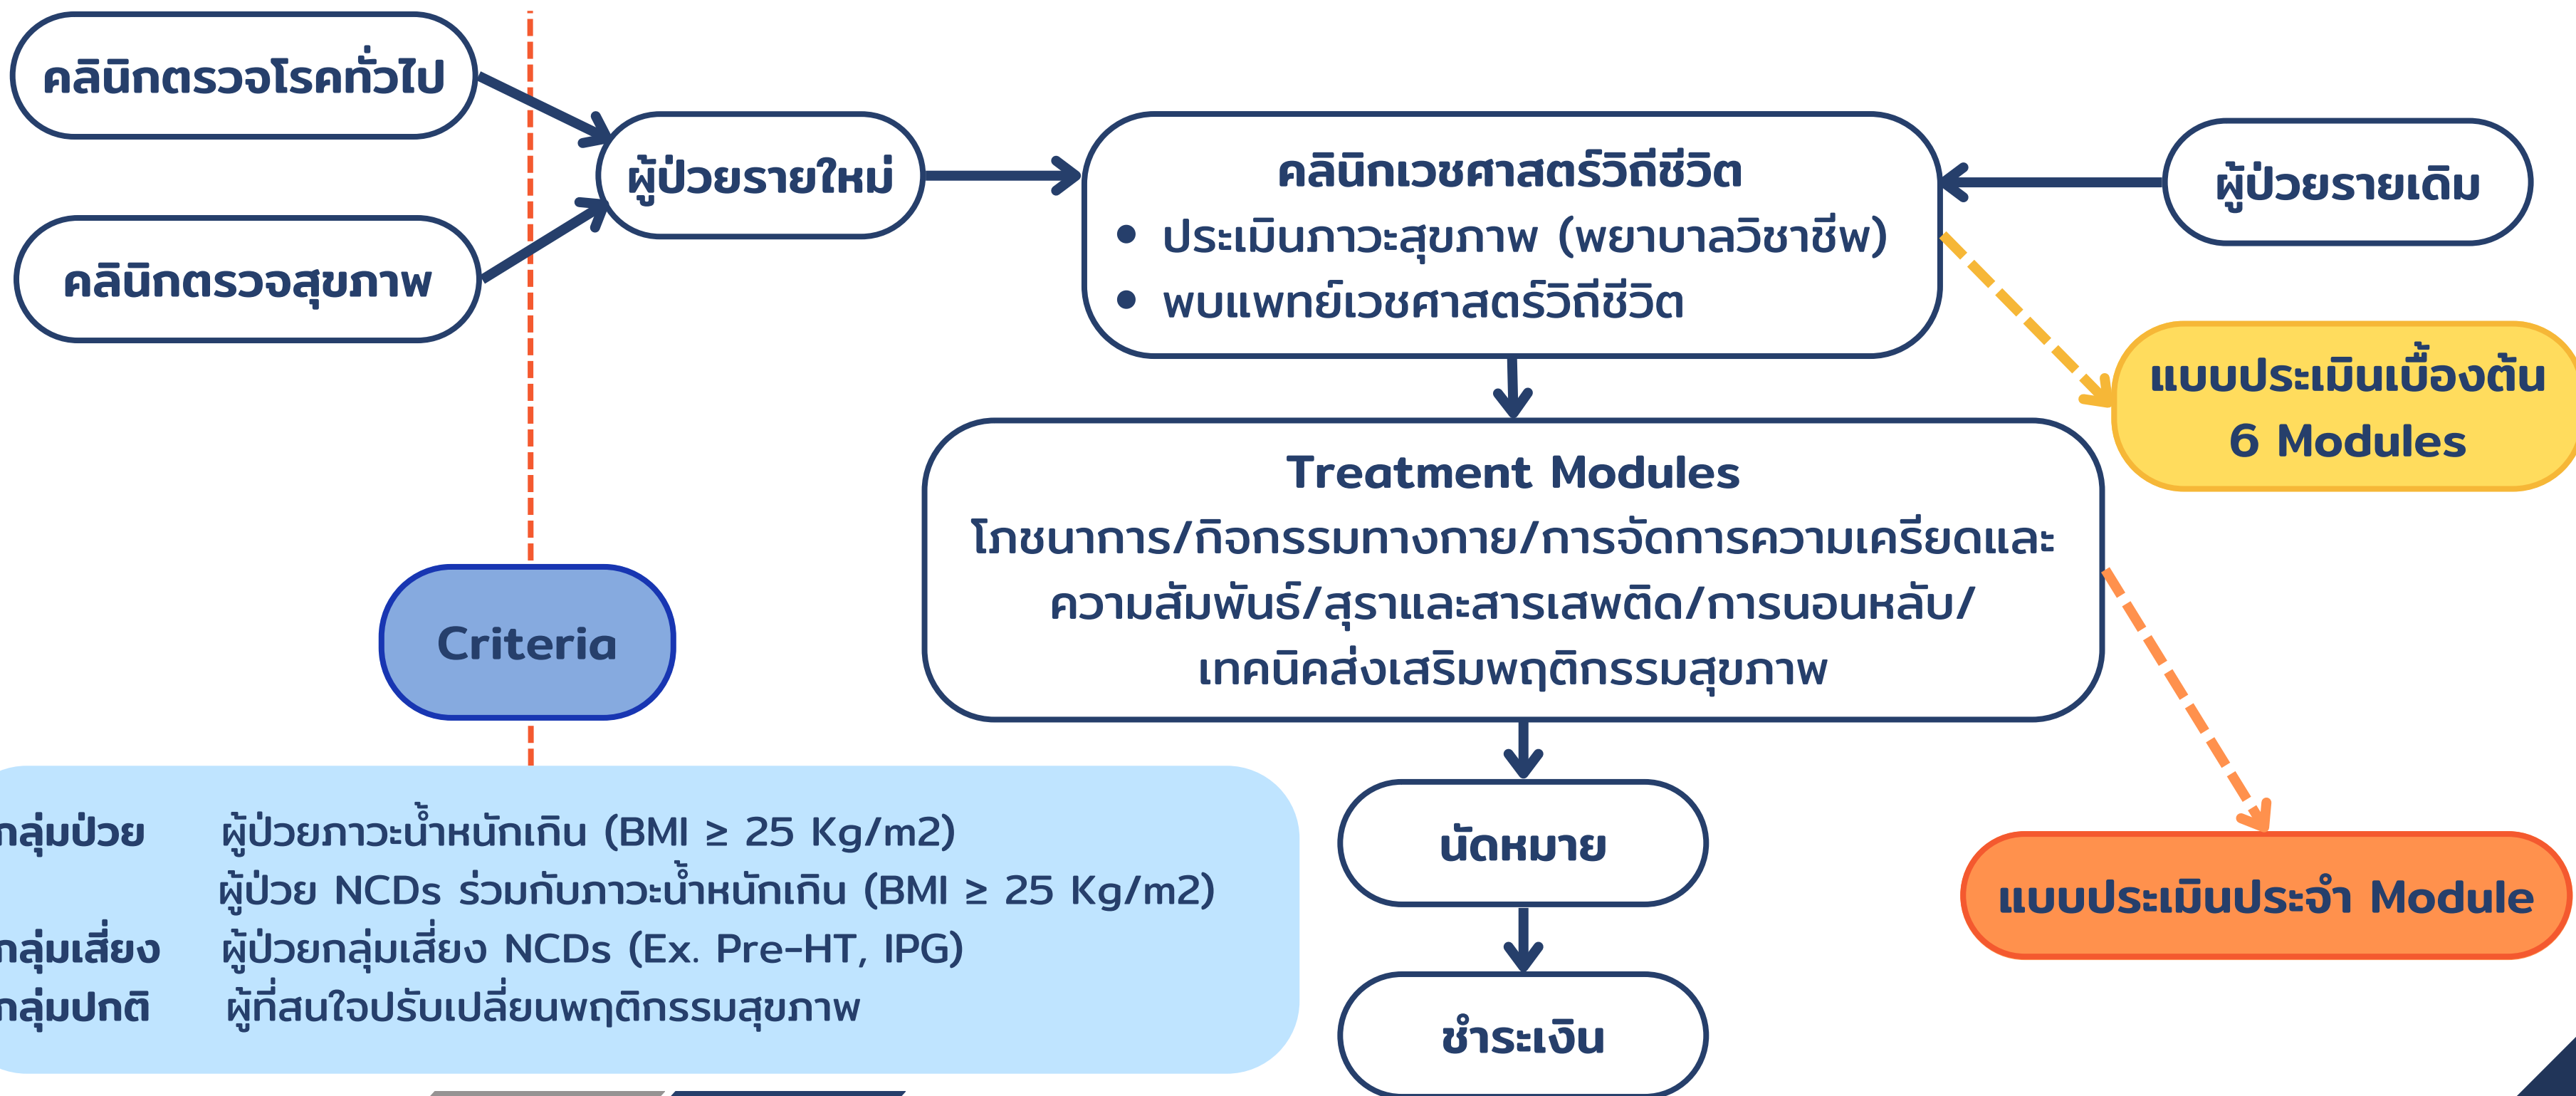 คลินิกตรวจโรคทั่วไป
คลินิกตรวจสุขภาพ
ผู้ป่วยรายใหม่
คลินิกเวชศาสตร์วิถีชีวิต
• ประเมินภาวะสุขภาพ (พยาบาลวิชาชีพ)
• พบแพทย์เวชศาสตร์วิถีชีวิต
ผู้ป่วยรายเดิม
แบบประเมินเบื้องต้น
6 Modules
Treatment Modules
โภชนาการ/กิจกรรมทางกาย/การจัดการความเครียดและ
ความสัมพันธ์/สุราและสารเสพติด/การนอนหลับ/
เทคนิคส่งเสริมพฤติกรรมสุขภาพ
Criteria
กลุ่มป่วย ผู้ป่วยภาวะน้ำหนักเกิน (BMI ≥ 25 Kg/m2)
ผู้ป่วย NCDs ร่วมกับภาวะน้ำหนักเกิน (BMI ≥ 25 Kg/m2)
กลุ่มเสี่ยง ผู้ป่วยกลุ่มเสี่ยง NCDs (Ex. Pre-HT, IPG)
กลุ่มปกติ ผู้ที่สนใจปรับเปลี่ยนพฤติกรรมสุขภาพ
นัดหมาย
แบบประเมินประจำ Module
ชำระเงิน